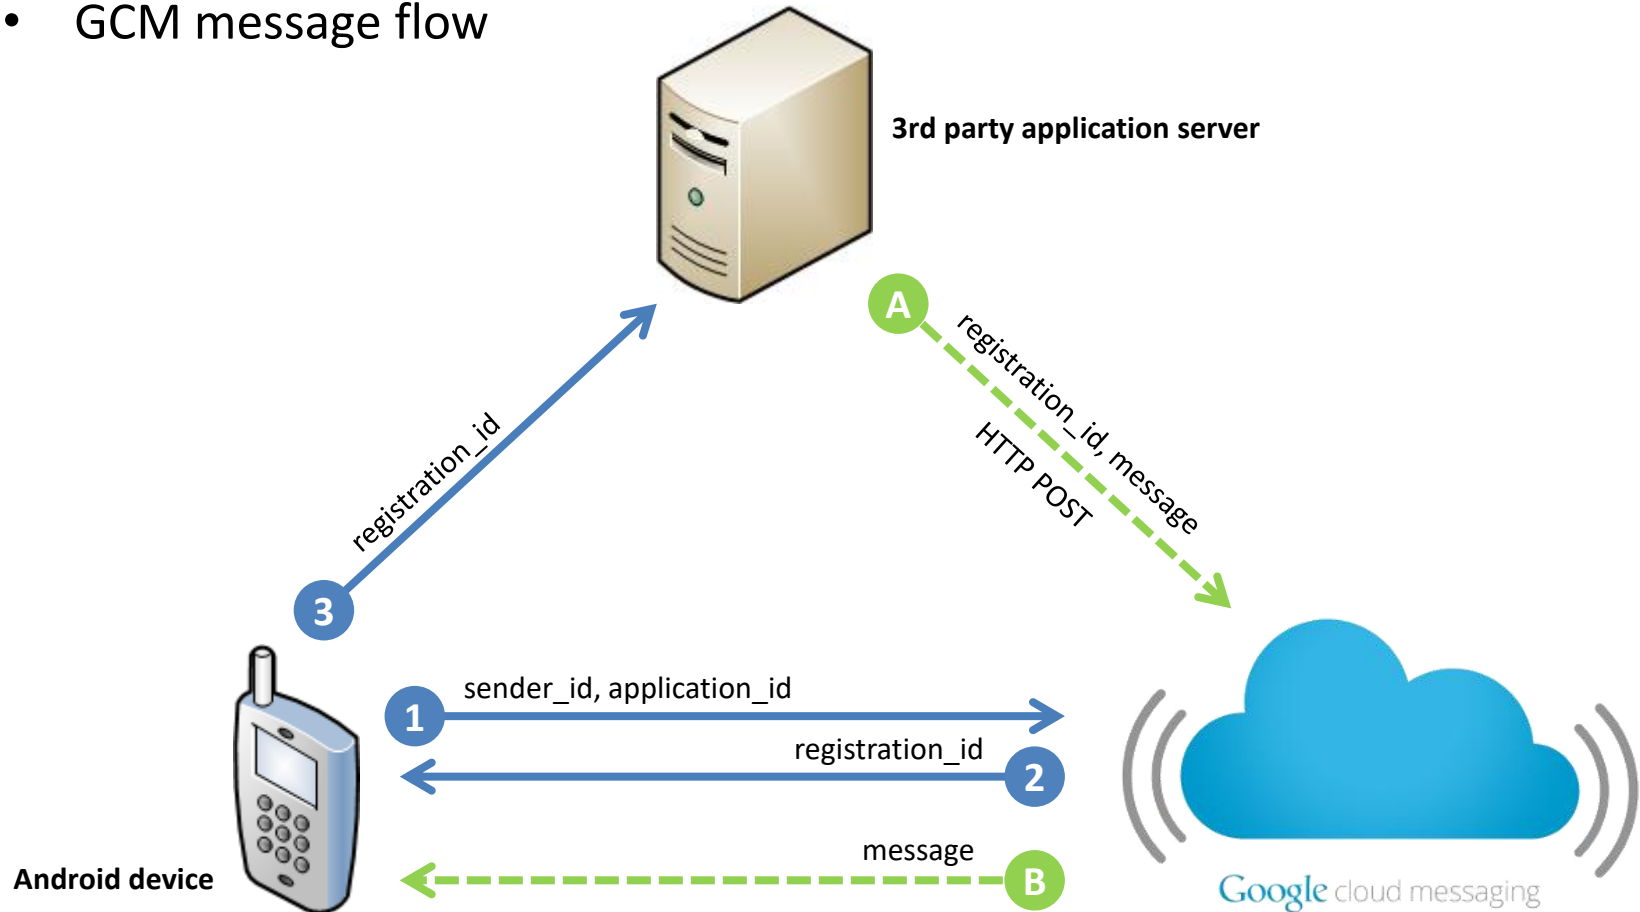 • GCM message flow
3rd party application server
A
registration_id, message
HTTP POST
registration_id
3
1
sender_id, application_id
registration_id
2
message
B
Android device
Google cloud messaging